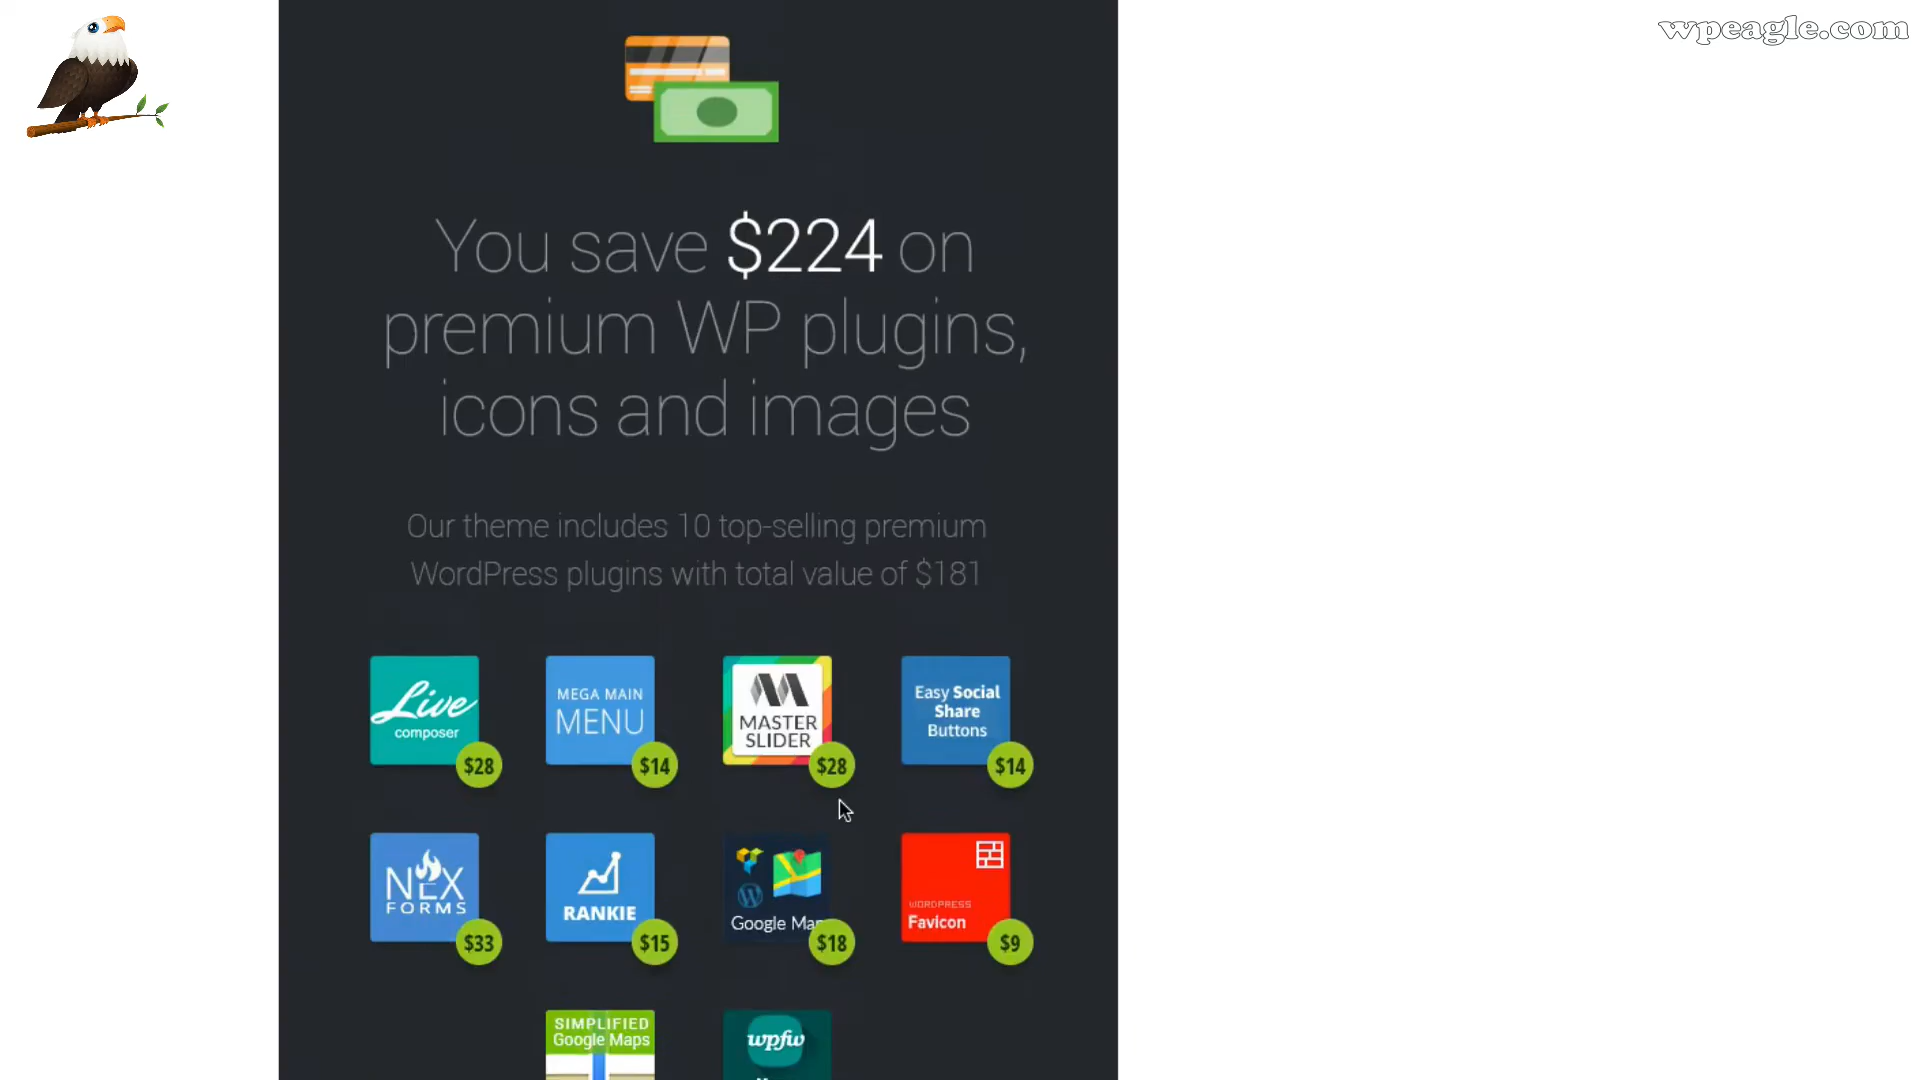 wpeagle.com
You save $224 on
premium WP plugins,
icons and images
Our theme includes 10 top-selling premium
WordPress plugins with total value of $181
Live
composer
$28
MEGA MAIN
MENU
$14
MASTER
SLIDER
$28
Easy Social
Share
Buttons
$14
NEX
FORMS
$33
RANKIE
$15
Google Map
$18
WORDPRESS
Favicon
$9
SIMPLIFIED
Google Maps
wpfw